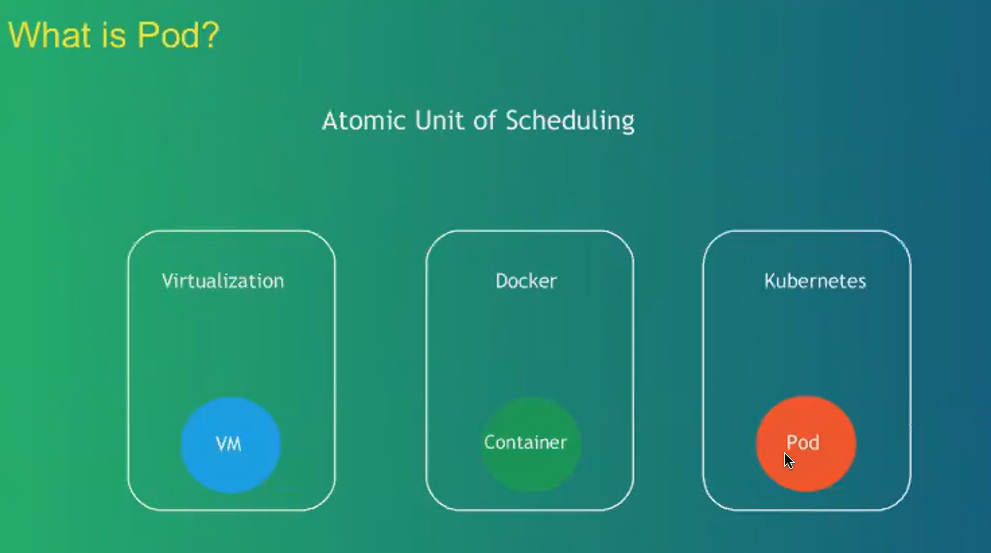 What is Pod?
Atomic Unit of Scheduling
Virtualization
Docker
Kubernetes
VM
Container
Pod